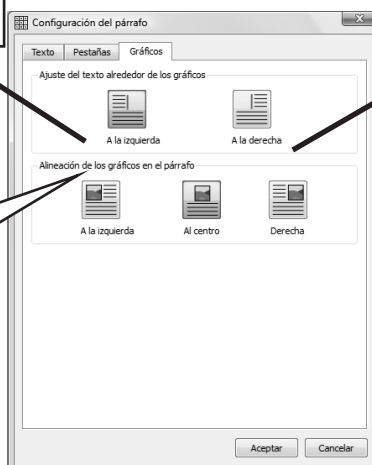 Configuración del párrafo
Texto Pestañas Gráficos
Ajuste del texto alrededor de los gráficos
A la izquierda A la derecha
Alineación de los gráficos en el párrafo
A la izquierda Al centro Derecha
Aceptar Cancelar